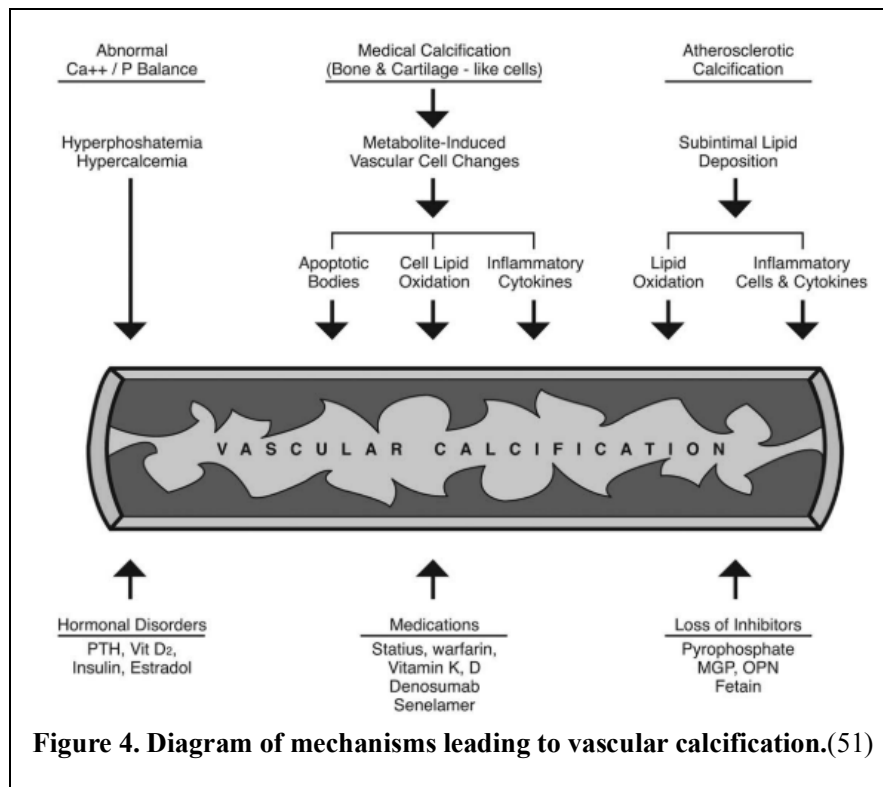 Abnormal
Ca++ / P Balance
Medical Calcification
(Bone & Cartilage - like cells)
Atherosclerotic
Calcification
Hyperphoshatemia
Hypercalcemia
Metabolite-Induced
Vascular Cell Changes
Subintimal Lipid
Deposition
Apoptotic
Bodies
Cell Lipid
Oxidation
Inflammatory
Cytokines
Lipid
Oxidation
Inflammatory
Cells & Cytokines
VASCULAR CALCIFICATION
Hormonal Disorders
PTH, Vit D₂,
Insulin, Estradol
Medications
Statius, warfarin,
Vitamin K, D
Denosumab
Senelamer
Loss of Inhibitors
Pyrophosphate
MGP, OPN
Fetain
Figure 4. Diagram of mechanisms leading to vascular calcification.(51)